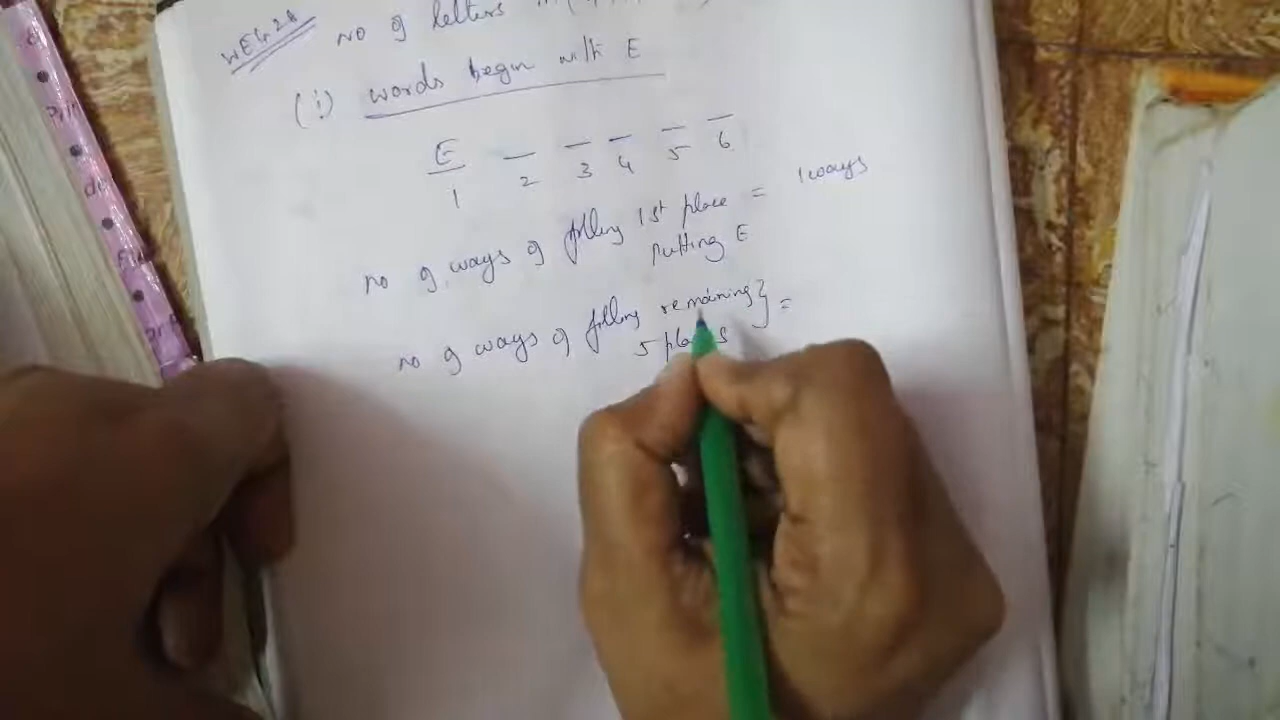 no of letters in
(i) words begin with E
E
1 2 3 4 5 6
no of ways of filling 1st place = 1 ways
putting E
no of ways of filling remaining } =
5 places